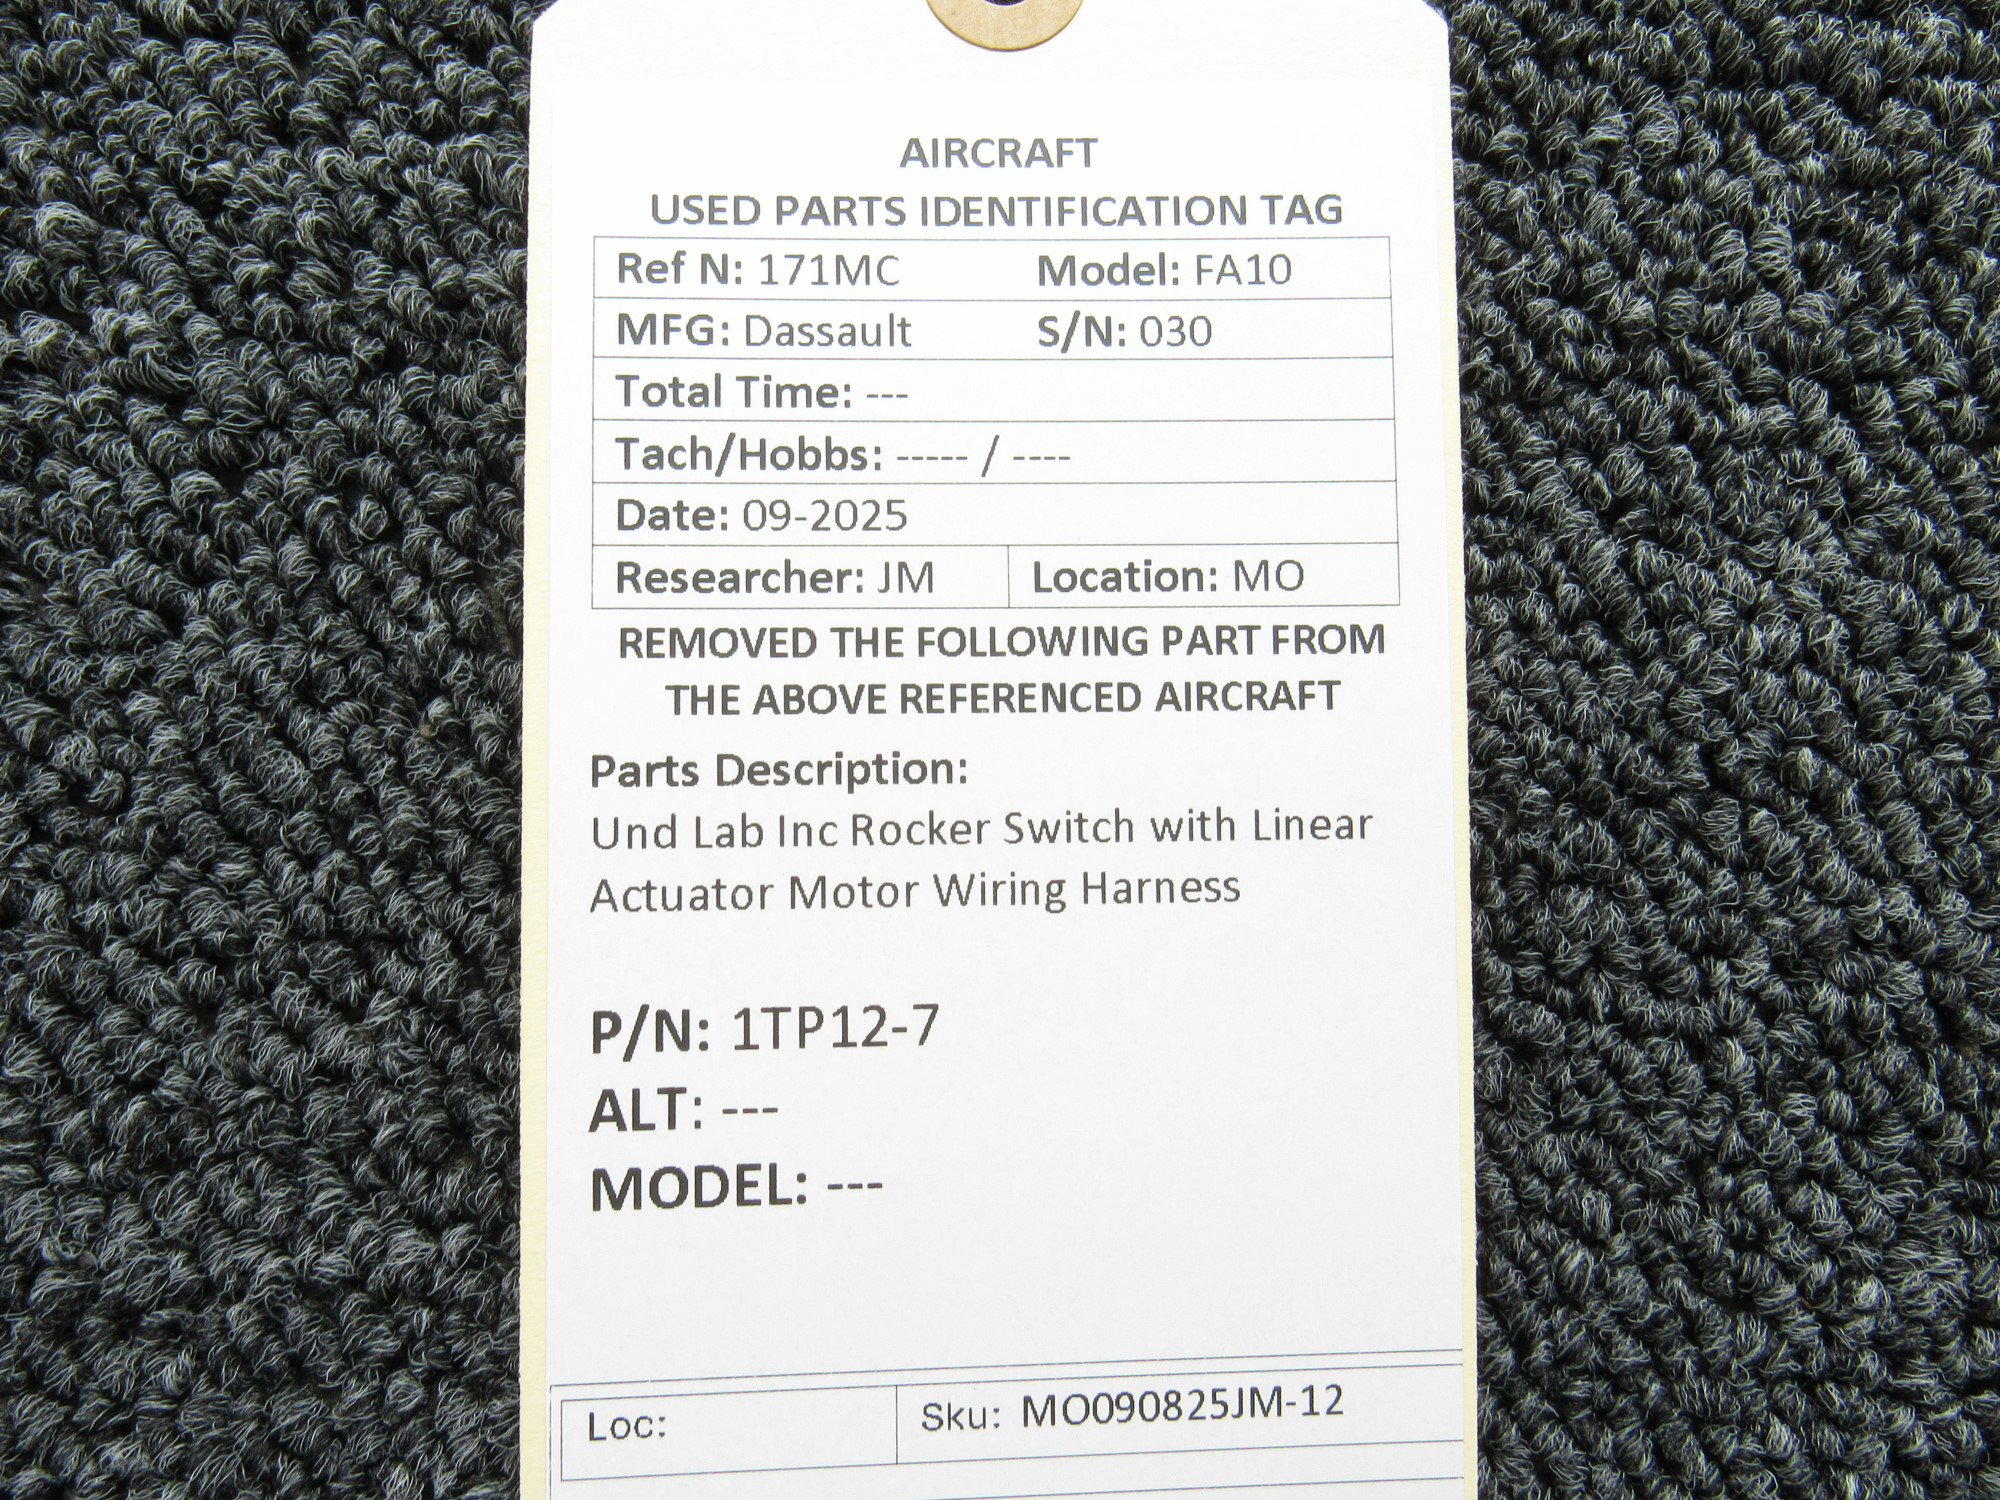 AIRCRAFT
USED PARTS IDENTIFICATION TAG
Ref N: 171MC Model: FA10
MFG: Dassault S/N: 030
Total Time: ---
Tach/Hobbs: ----- / ----
Date: 09-2025
Researcher: JM Location: MO
REMOVED THE FOLLOWING PART FROM
THE ABOVE REFERENCED AIRCRAFT
Parts Description:
Und Lab Inc Rocker Switch with Linear
Actuator Motor Wiring Harness
P/N: 1TP12-7
ALT: ---
MODEL: ---
Loc: Sku: MO090825JM-12